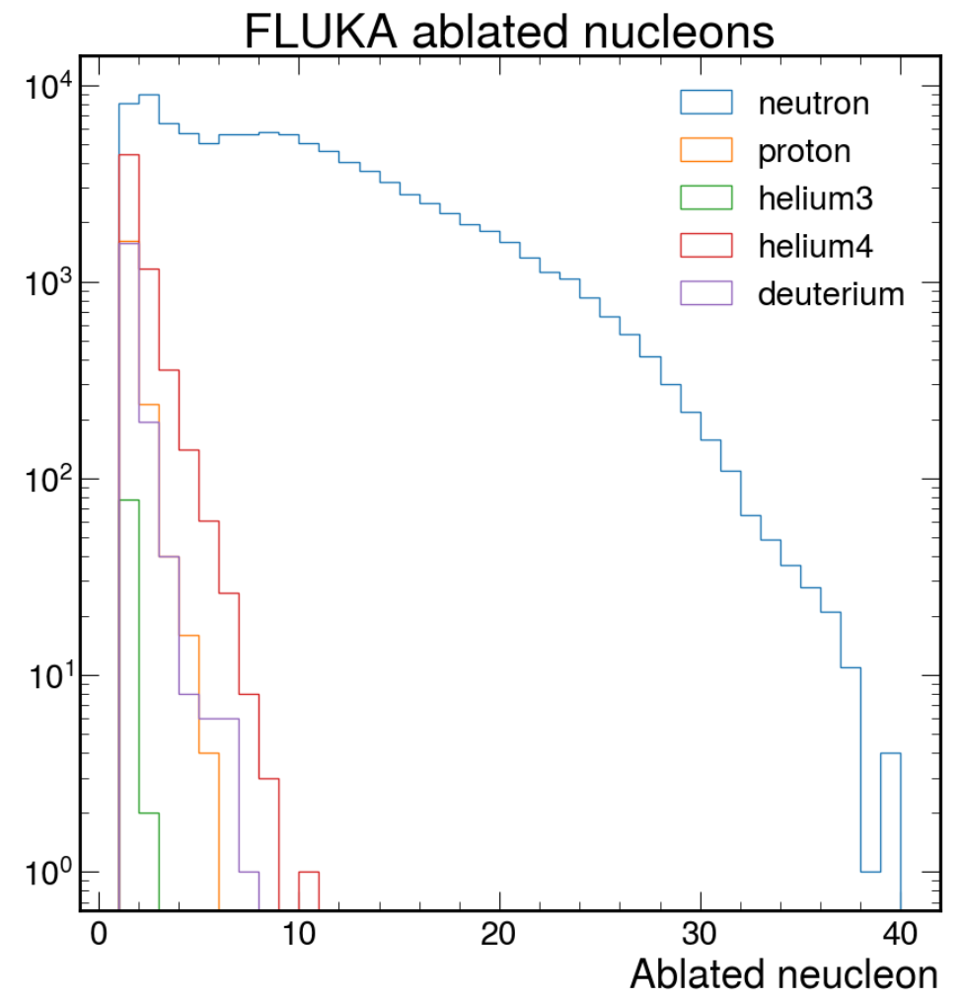 FLUKA ablated nucleons
10⁴
10³
10²
10¹
10⁰
neutron
proton
helium3
helium4
deuterium
0 10 20 30 40
Ablated neucleon